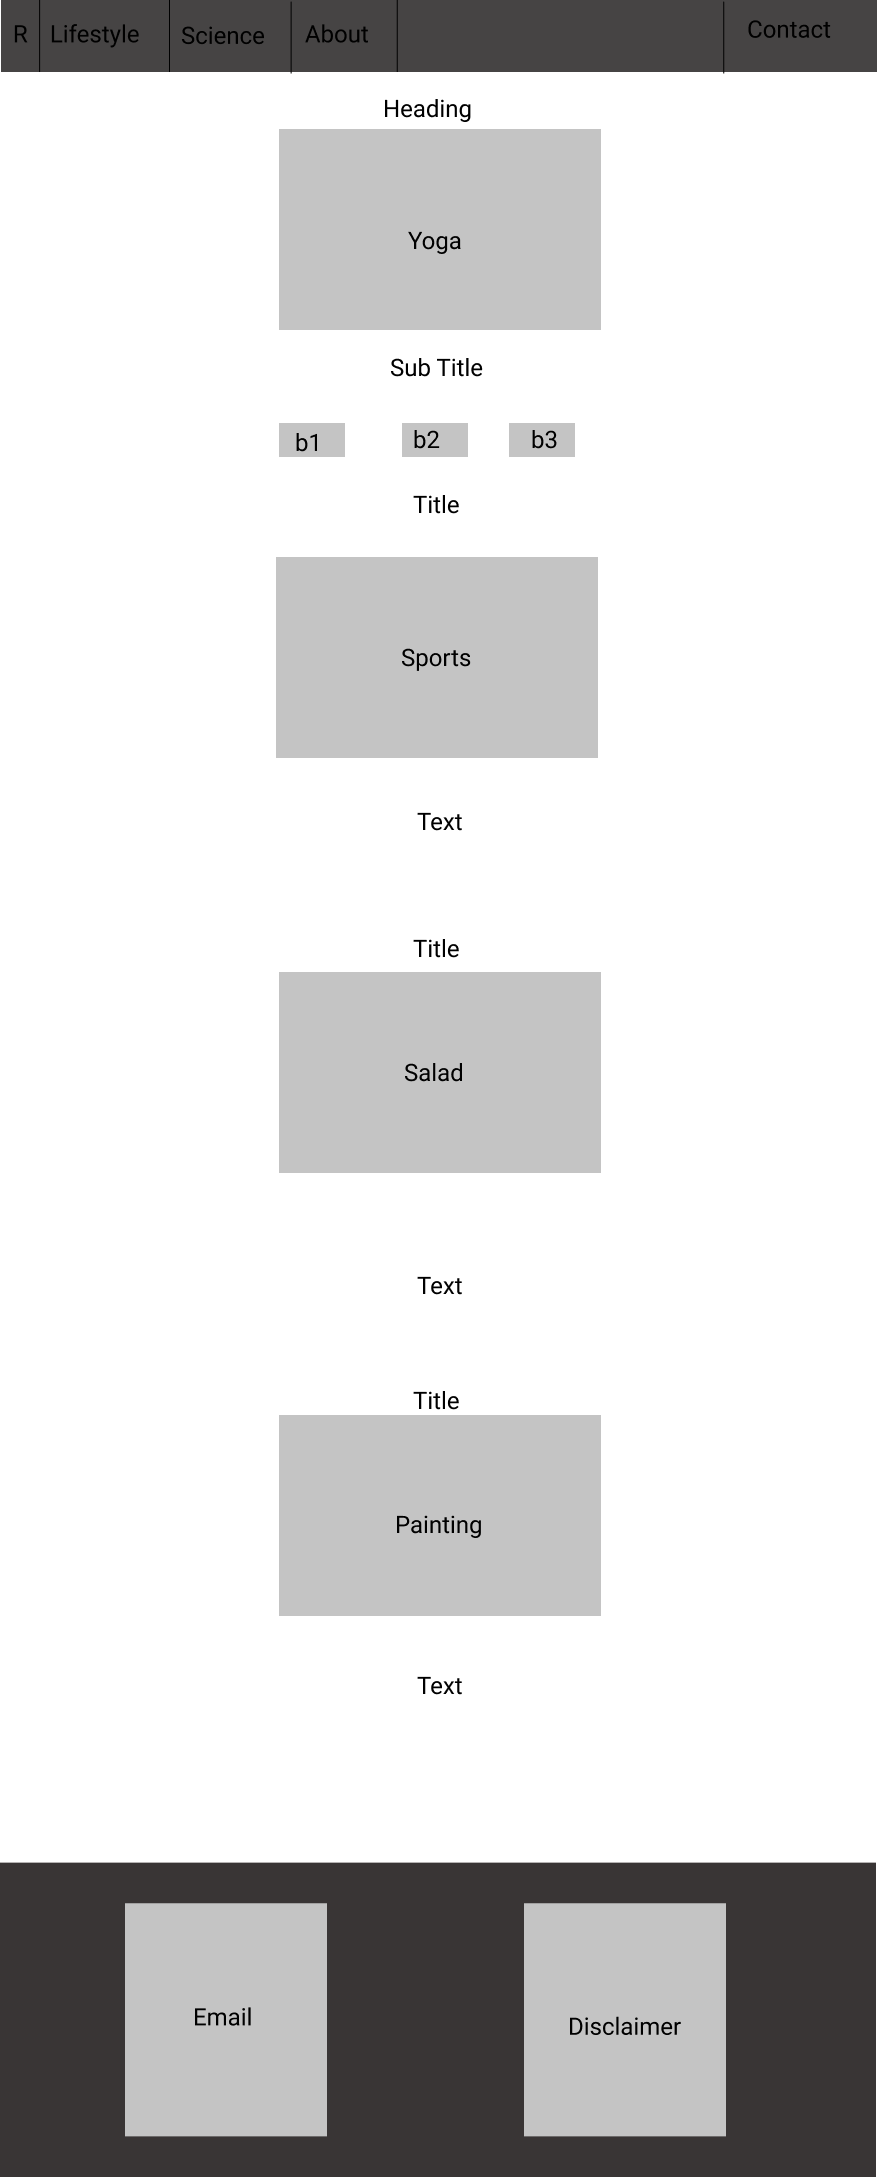 R
Lifestyle
Science
About
Contact
Heading
Yoga
Sub Title
b1
b2
b3
Title
Sports
Text
Title
Salad
Text
Title
Painting
Text
Email
Disclaimer